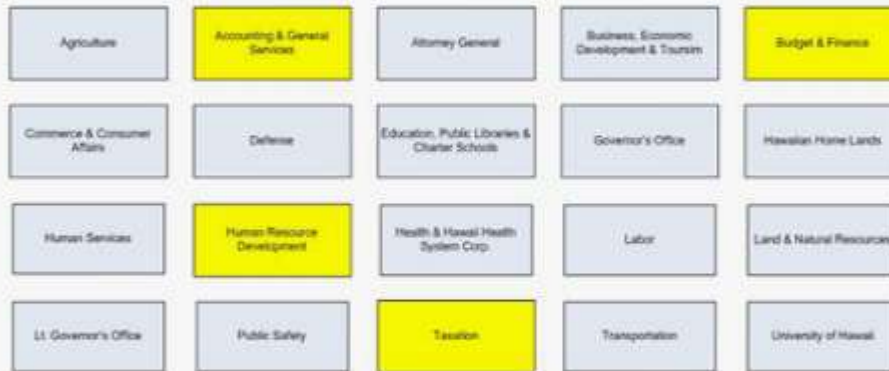 Agriculture
Accounting & General
Services
Attorney General
Business, Economic
Development & Toursim
Budget & Finance
Commerce & Consumer
Affairs
Defense
Education, Public Libraries &
Charter Schools
Governor's Office
Hawaiian Home Lands
Human Services
Human Resource
Development
Health & Hawaii Health
System Corp.
Labor
Land & Natural Resources
Lt. Governor's Office
Public Safety
Taxation
Transportation
University of Hawaii